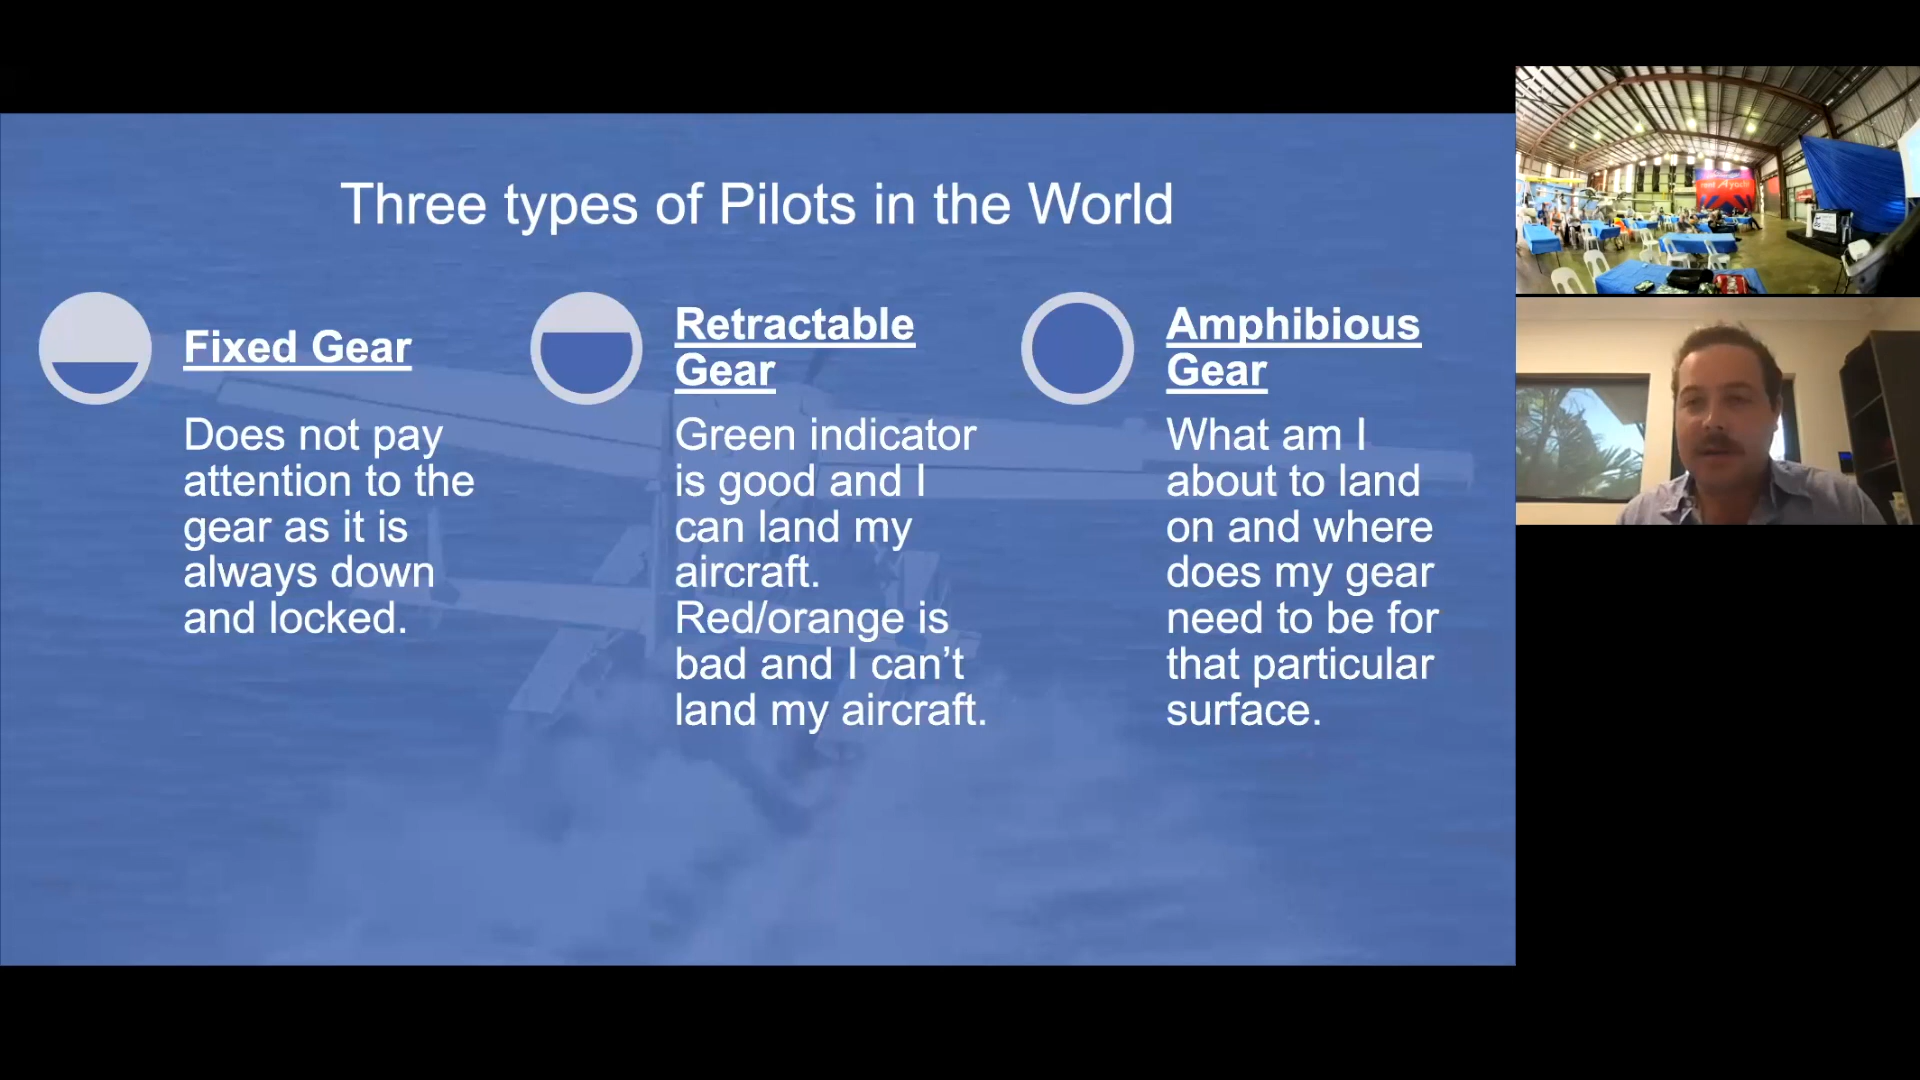 Three types of Pilots in the World
Fixed Gear
Does not pay
attention to the
gear as it is
always down
and locked.
Retractable
Gear
Green indicator
is good and I
can land my
aircraft.
Red/orange is
bad and I can’t
land my aircraft.
Amphibious
Gear
What am I
about to land
on and where
does my gear
need to be for
that particular
surface.